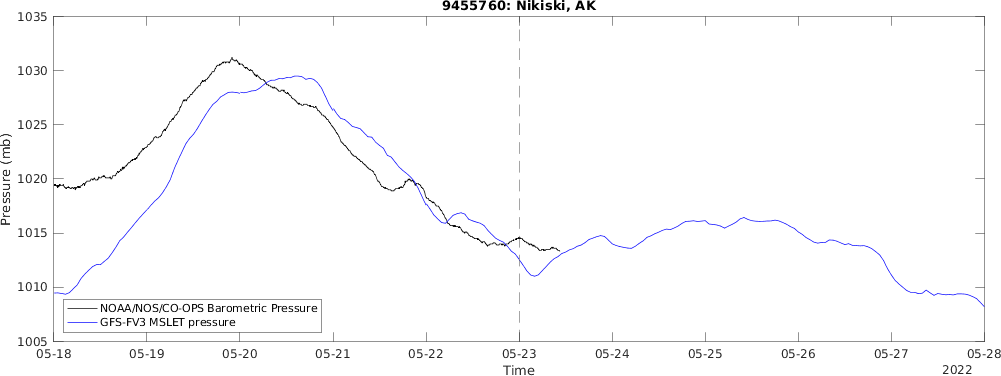 9455760: Nikiski, AK
Pressure (mb)
1035
1030
1025
1020
1015
1010
1005
NOAA/NOS/CO-OPS Barometric Pressure
GFS-FV3 MSLET pressure
05-18 05-19 05-20 05-21 05-22 05-23 05-24 05-25 05-26 05-27 05-28
Time
2022